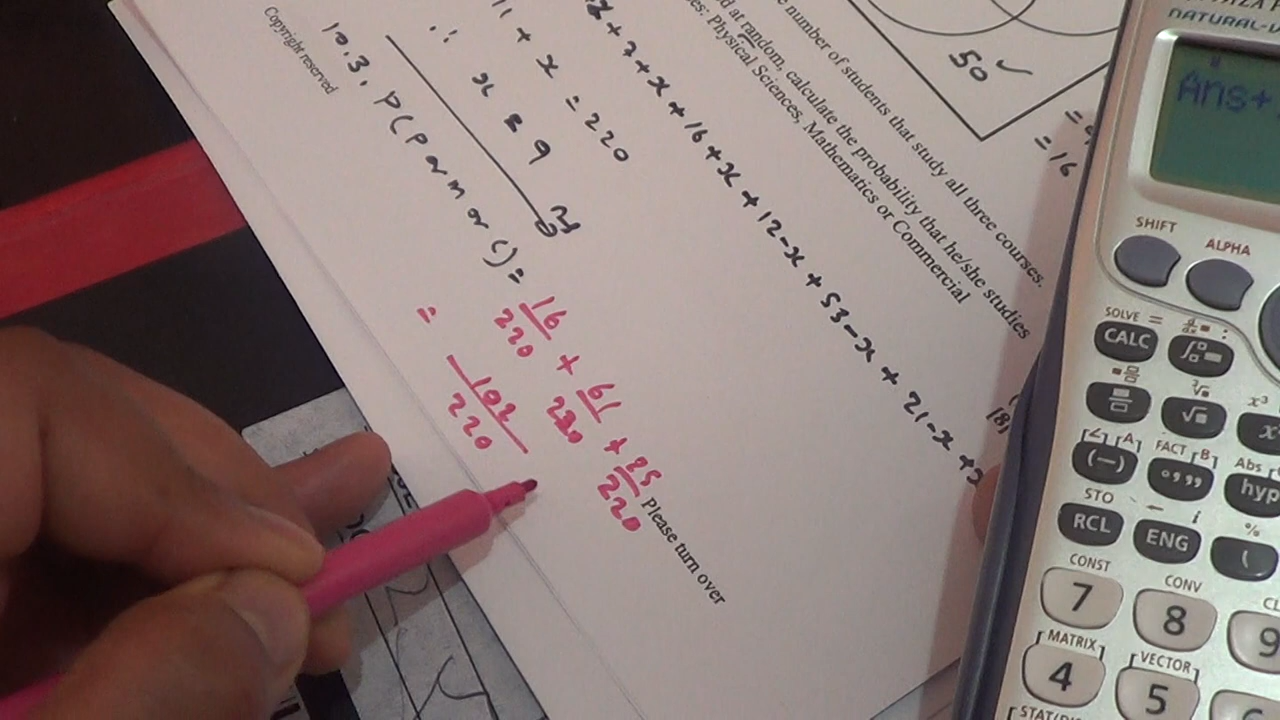 NATURAL-V
Ans+
50 ✓
= 16
e number of students that study all three courses.
d at random, calculate the probability that he/she studies
es: Physical Sciences, Mathematics or Commercial
[8]
+ 7 + x + 16 + x + 12 - x + 53 - x + 21 - x +
11 + x = 220
∴ x = 9
10.3. P(P or M or C) = 16/220 + 61/220 + 25/220
= 102/220
Copyright reserved
Please turn over
SHIFT ALPHA
SOLVE =
CALC
√
x³
FACT [B]
Abs
(−) °,,, hyp
STO ← i
RCL ENG (
%
CONST CONV
7 8 9
[MATRIX] [VECTOR]
4 5